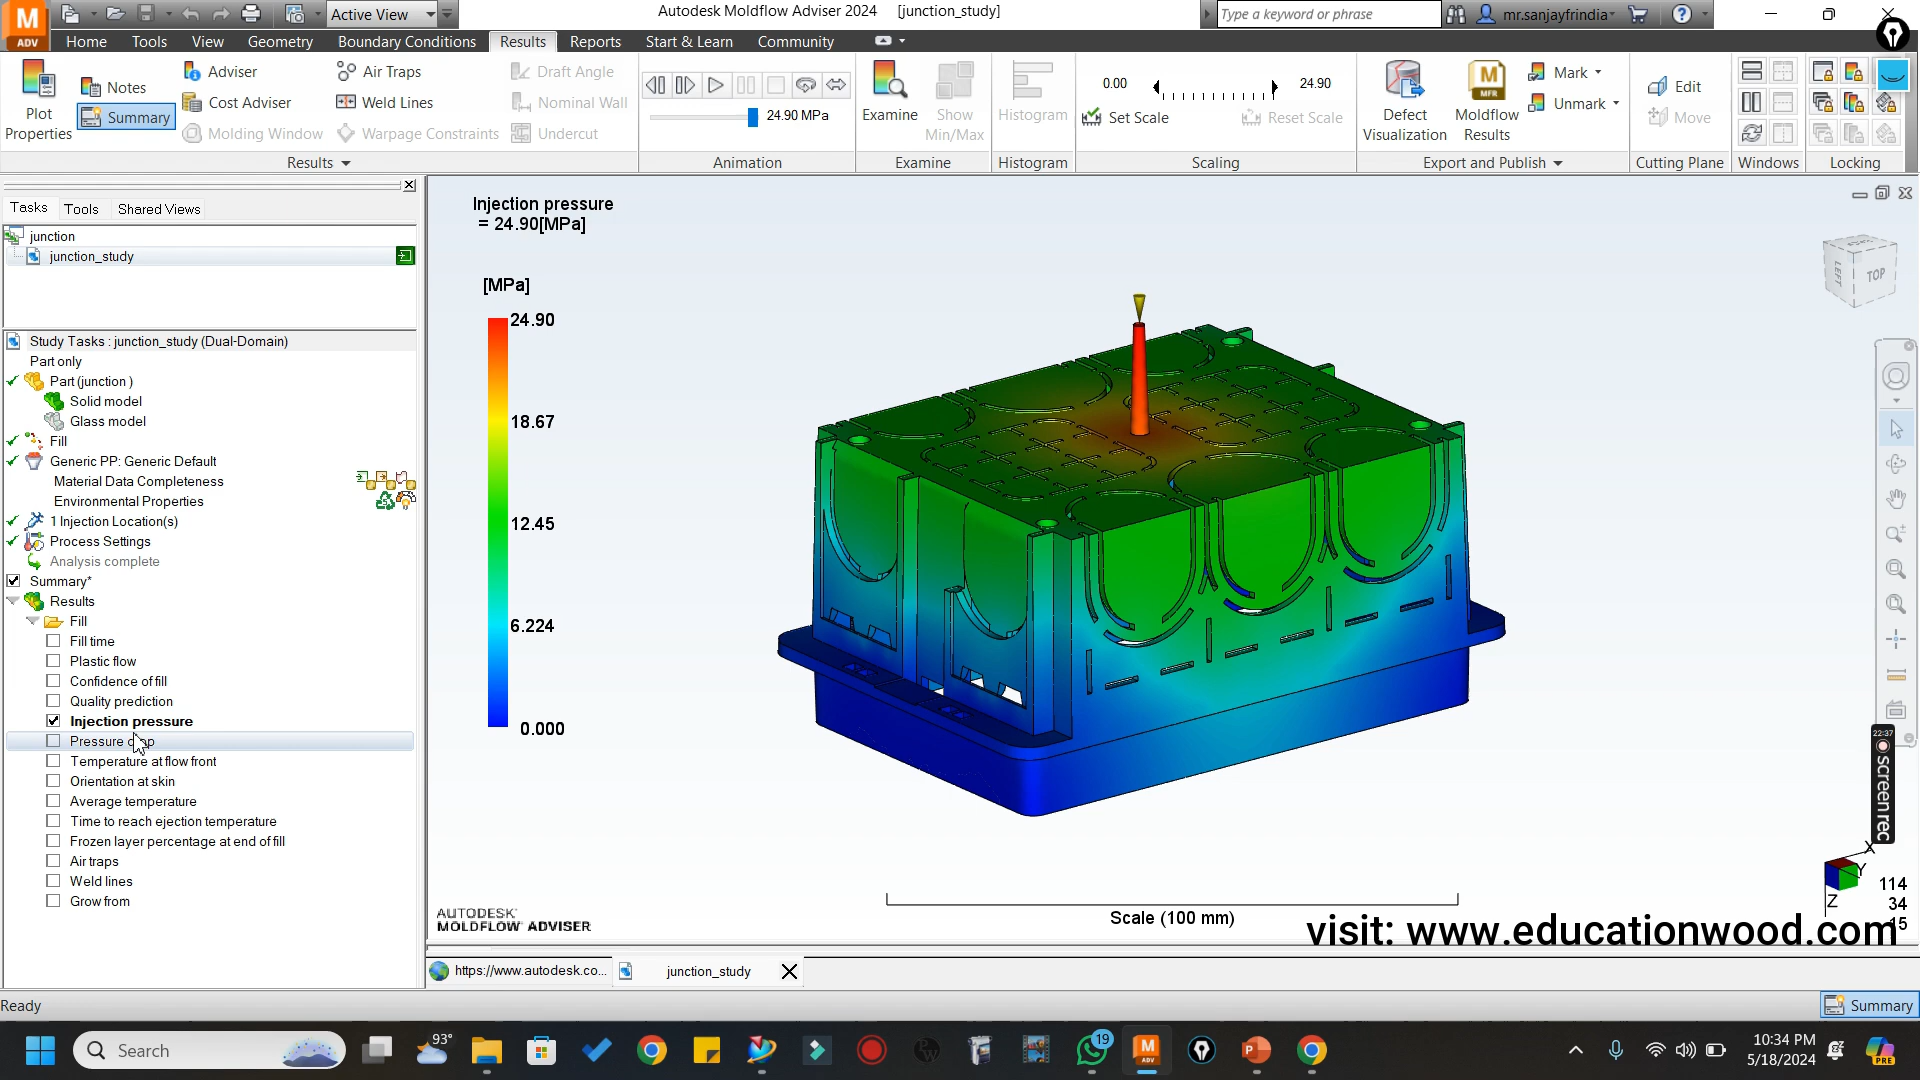 M
ADV
Active View
Autodesk Moldflow Adviser 2024 [junction_study]
Type a keyword or phrase
mr.sanjayfrindia
Home
Tools
View
Geometry
Boundary Conditions
Results
Reports
Start & Learn
Community
Plot
Properties
Notes
Summary
Adviser
Cost Adviser
Molding Window
Air Traps
Weld Lines
Warpage Constraints
Draft Angle
Nominal Wall
Undercut
Results
24.90 MPa
Animation
Examine
Show
Min/Max
Examine
Histogram
Histogram
0.00
24.90
Set Scale
Reset Scale
Scaling
Defect
Visualization
Moldflow
Results
Mark
Unmark
Export and Publish
Edit
Move
Cutting Plane
Windows
Locking
Tasks
Tools
Shared Views
junction
junction_study
Study Tasks : junction_study (Dual-Domain)
Part only
Part (junction )
Solid model
Glass model
Fill
Generic PP: Generic Default
Material Data Completeness
Environmental Properties
1 Injection Location(s)
Process Settings
Analysis complete
Summary*
Results
Fill
Fill time
Plastic flow
Confidence of fill
Quality prediction
Injection pressure
Pressure drop
Temperature at flow front
Orientation at skin
Average temperature
Time to reach ejection temperature
Frozen layer percentage at end of fill
Air traps
Weld lines
Grow from
Injection pressure
= 24.90[MPa]
[MPa]
24.90
18.67
12.45
6.224
0.000
LEFT
TOP
22:37
screenrec
X
Y
Z
114
34
15
AUTODESK
MOLDFLOW ADVISER
Scale (100 mm)
visit: www.educationwood.com
https://www.autodesk.co...
junction_study
Ready
Summary
Search
93°
19
10:34 PM
5/18/2024
PRE